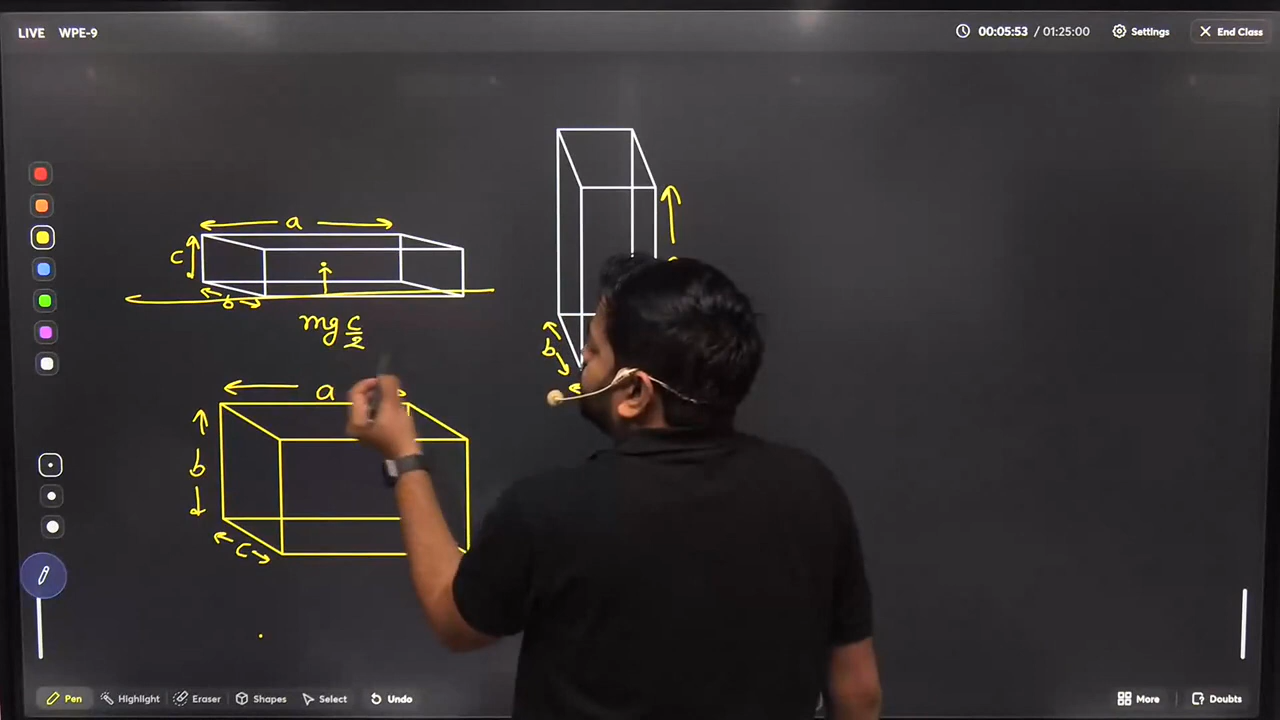 LIVE WPE-9
00:05:53 / 01:25:00
Settings
End Class
a
c
b
mg c/2
b
a
b
c
Pen
Highlight
Eraser
Shapes
Select
Undo
More
Doubts